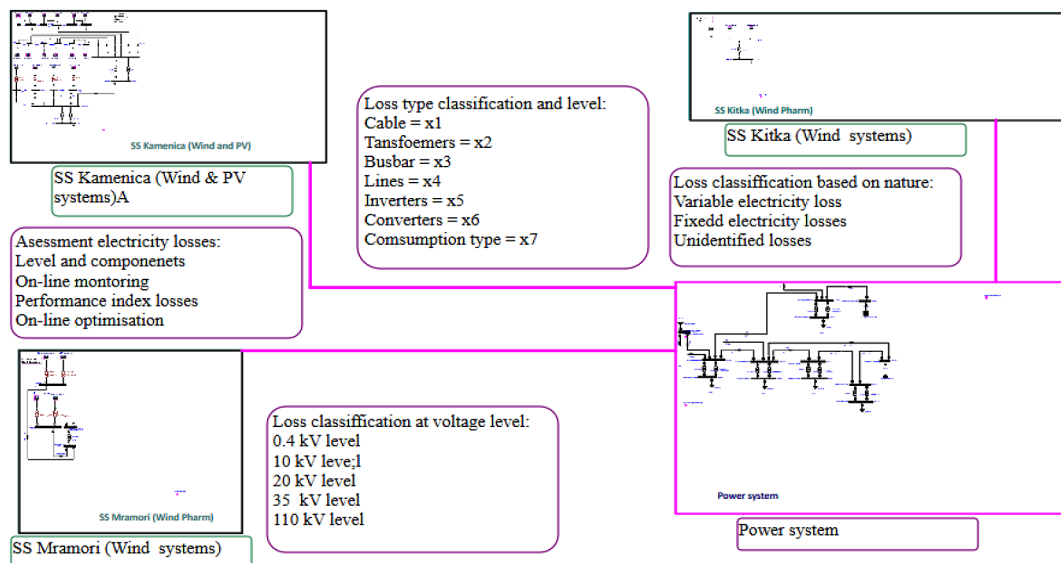 SS Kamenica (Wind and PV)
SS Kamenica (Wind & PV
systems)A
Asessment electricity losses:
Level and componenets
On-line montoring
Performance index losses
On-line optimisation
Loss type classification and level:
Cable = x1
Tansfoemers = x2
Busbar = x3
Lines = x4
Inverters = x5
Converters = x6
Comsumption type = x7
SS Kitka (Wind Pharm)
SS Kitka (Wind  systems)
Loss classiffication based on nature:
Variable electricity loss
Fixedd electricity losses
Unidentified losses
SS Mramori (Wind Pharm)
SS Mramori (Wind  systems)
Loss classiffication at voltage level:
0.4 kV level
10 kV leve;l
20 kV level
35  kV level
110 kV level
Power system
Power system